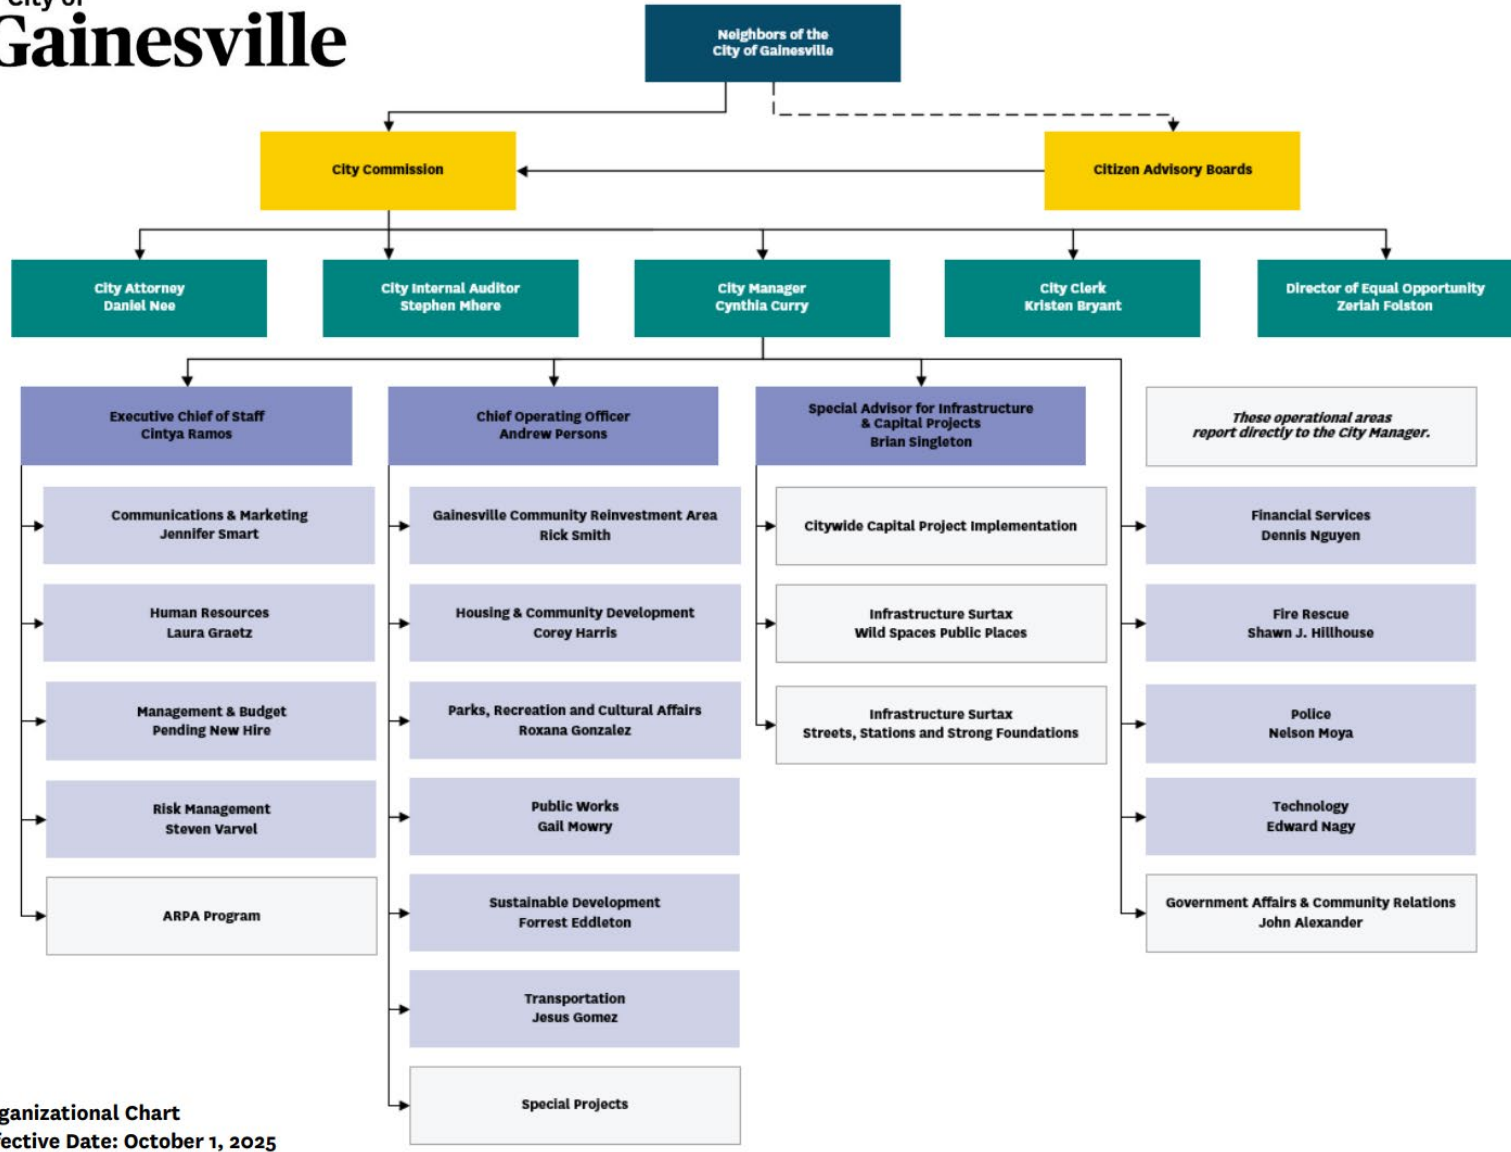 City of
Gainesville
Neighbors of the
City of Gainesville
City Commission
Citizen Advisory Boards
City Attorney
Daniel Nee
City Internal Auditor
Stephen Mhere
City Manager
Cynthia Curry
City Clerk
Kristen Bryant
Director of Equal Opportunity
Zeriah Folston
Executive Chief of Staff
Cintya Ramos
Communications & Marketing
Jennifer Smart
Human Resources
Laura Graetz
Management & Budget
Pending New Hire
Risk Management
Steven Varvel
ARPA Program
Chief Operating Officer
Andrew Persons
Gainesville Community Reinvestment Area
Rick Smith
Housing & Community Development
Corey Harris
Parks, Recreation and Cultural Affairs
Roxana Gonzalez
Public Works
Gail Mowry
Sustainable Development
Forrest Eddleton
Transportation
Jesus Gomez
Special Projects
Special Advisor for Infrastructure
& Capital Projects
Brian Singleton
Citywide Capital Project Implementation
Infrastructure Surtax
Wild Spaces Public Places
Infrastructure Surtax
Streets, Stations and Strong Foundations
These operational areas
report directly to the City Manager.
Financial Services
Dennis Nguyen
Fire Rescue
Shawn J. Hillhouse
Police
Nelson Moya
Technology
Edward Nagy
Government Affairs & Community Relations
John Alexander
ganizational Chart
fective Date: October 1, 2025